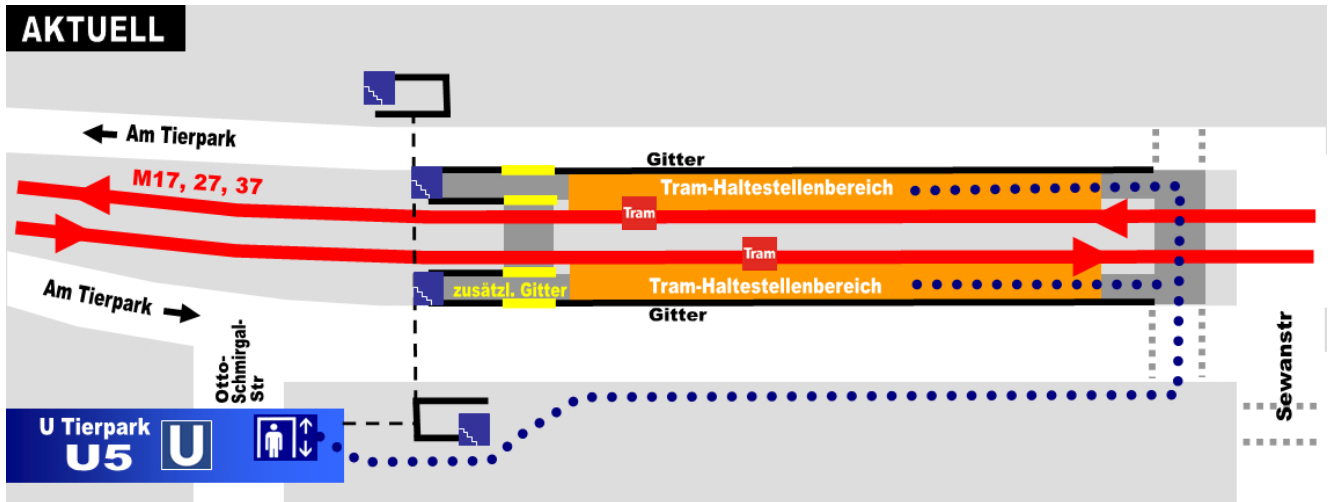 AKTUELL
Am Tierpark
M17, 27, 37
Gitter
Tram-Haltestellenbereich
Tram
Tram
zusätzl. Gitter
Tram-Haltestellenbereich
Gitter
Am Tierpark
Otto-
Schmirgal-
Str
Sewanstr
U Tierpark
U5
U